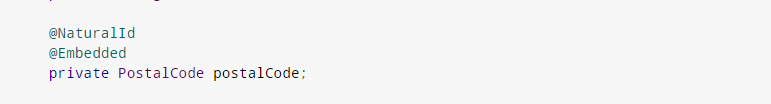 @NaturalId
@Embedded
private PostalCode postalCode;